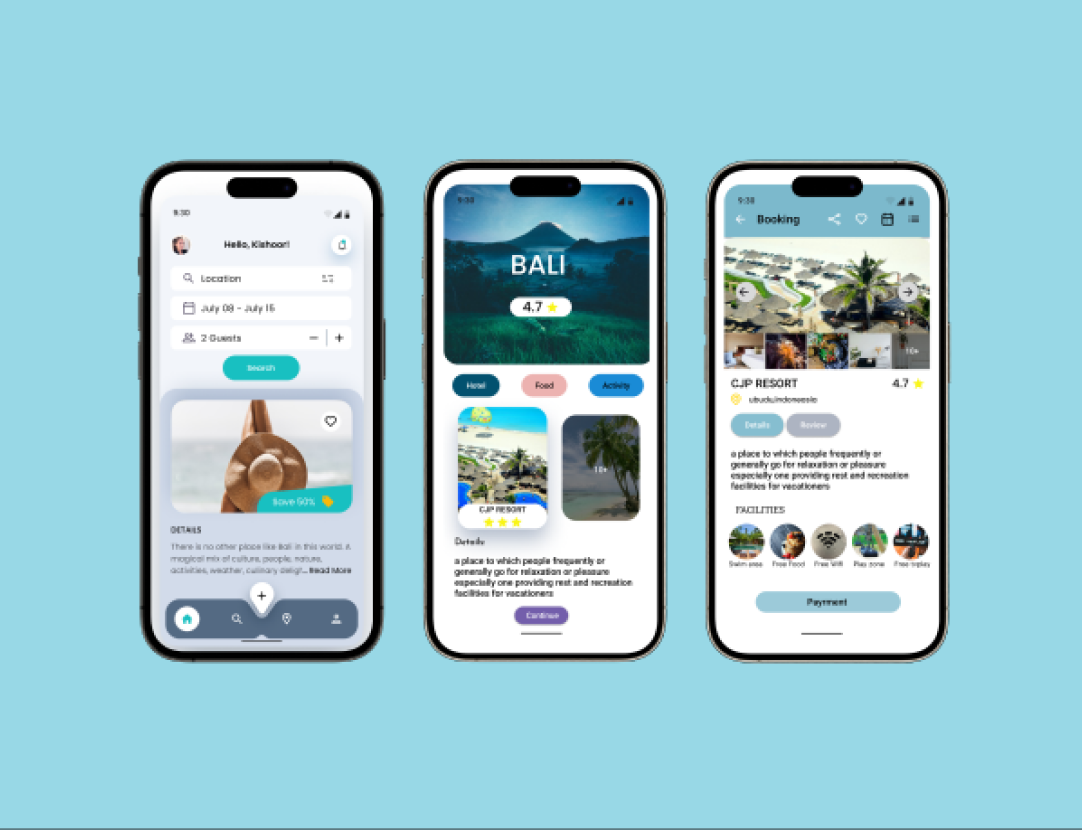 9:30
Hello, Kishoor!
Location
July 08 - July 15
2 Guests
Search
Save 50%
DETAILS
There is no other place like Bali in this world. A
magical mix of culture, people, nature,
activities, weather, culinary delight... Read More
9:30
BALI
4.7
Hotel
Food
Activity
10+
CJP RESORT
Details
a place to which people frequently or
generally go for relaxation or pleasure
especially one providing rest and recreation
facilities for vacationers
Continue
9:30
Booking
10+
CJP RESORT
4.7
ubudu,indonesia
Details
Review
a place to which people frequently or
generally go for relaxation or pleasure
especially one providing rest and recreation
facilities for vacationers
FACILITIES
Swim area
Free Food
Free Wifi
Play zone
Free
Payment